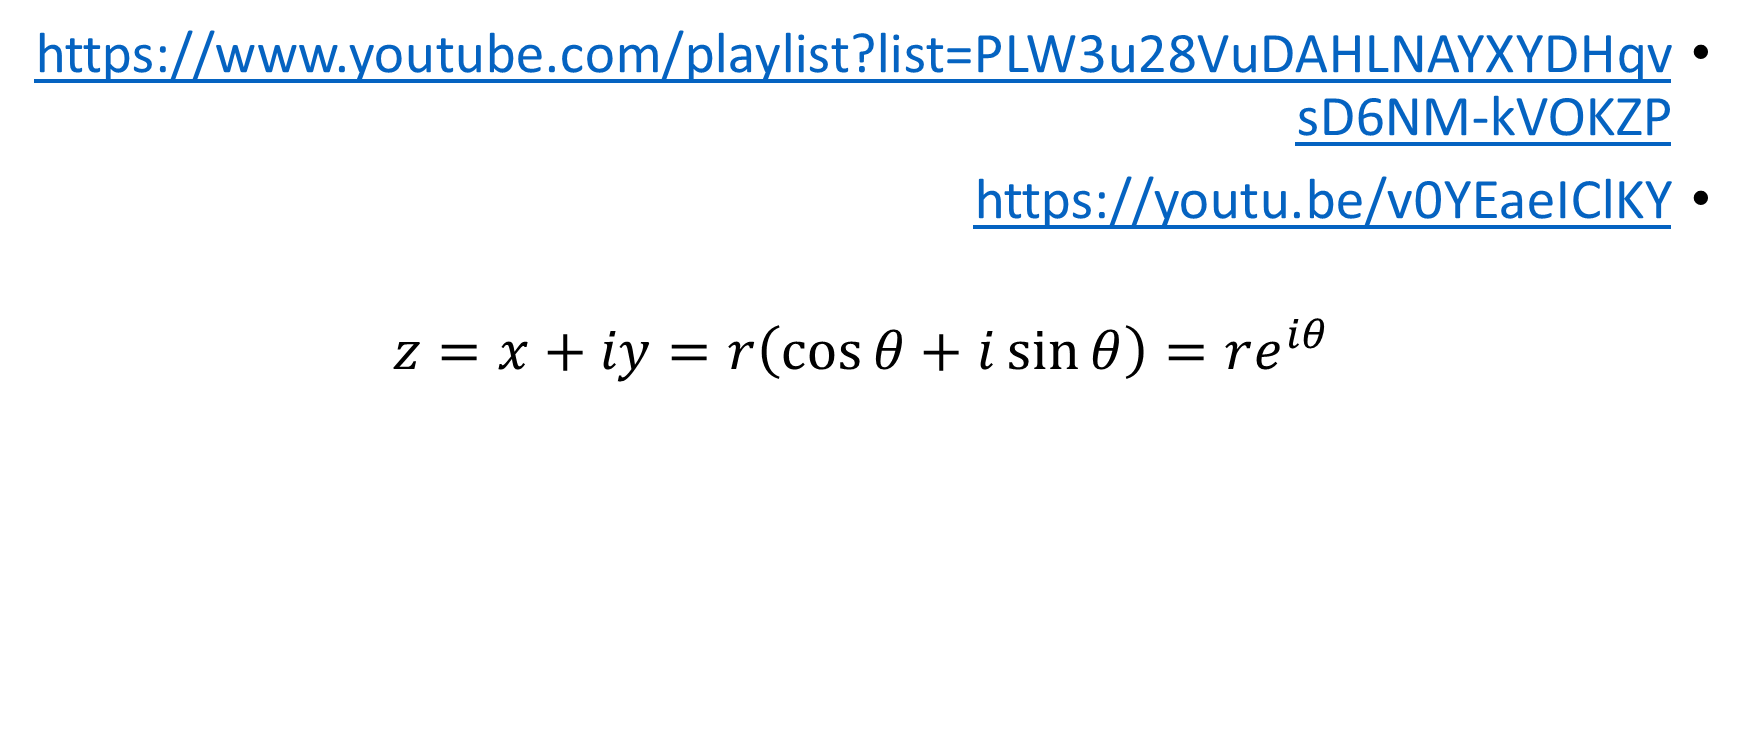 • https://www.youtube.com/playlist?list=PLW3u28VuDAHLNAYXYDHqv
sD6NM-kVOKZP
• https://youtu.be/v0YEaeIClKY
z = x + iy = r(cos θ + i sin θ) = re^{iθ}